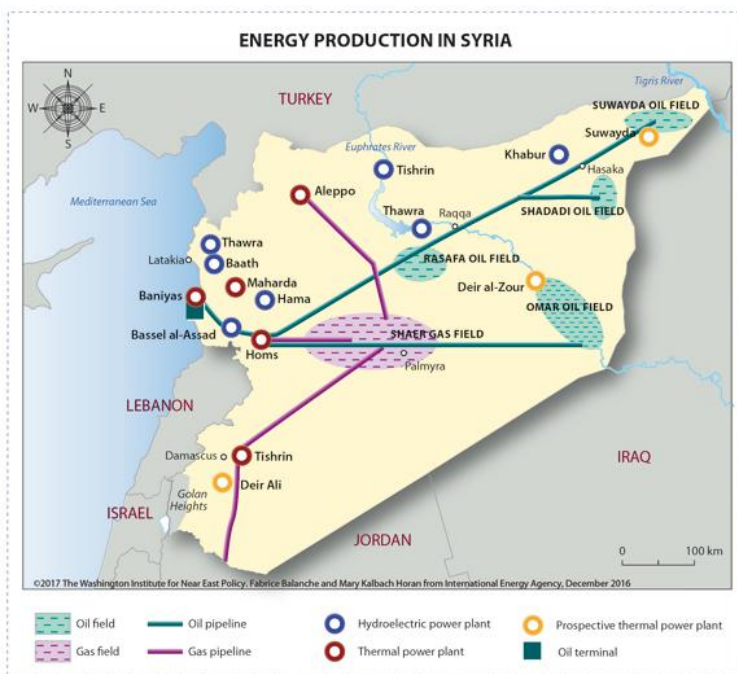 ENERGY PRODUCTION IN SYRIA
N
W
E
S
TURKEY
Tigris River
SUWAYDA OIL FIELD
Suwayda
Euphrates River
Khabur
Tishrin
Hasaka
Aleppo
Mediterranean Sea
Thawra
Raqqa
SHADADI OIL FIELD
Thawra
Latakia
Baath
RASAFA OIL FIELD
Maharda
Deir al-Zour
Baniyas
Hama
OMAR OIL FIELD
Bassel al-Assad
SHAER GAS FIELD
Homs
Palmyra
LEBANON
Damascus
Tishrin
IRAQ
Deir Ali
Golan
Heights
ISRAEL
JORDAN
0
100 km
©2017 The Washington Institute for Near East Policy. Fabrice Balanche and Mary Kalbach Horan from International Energy Agency, December 2016
Oil field
Oil pipeline
Hydroelectric power plant
Prospective thermal power plant
Gas field
Gas pipeline
Thermal power plant
Oil terminal